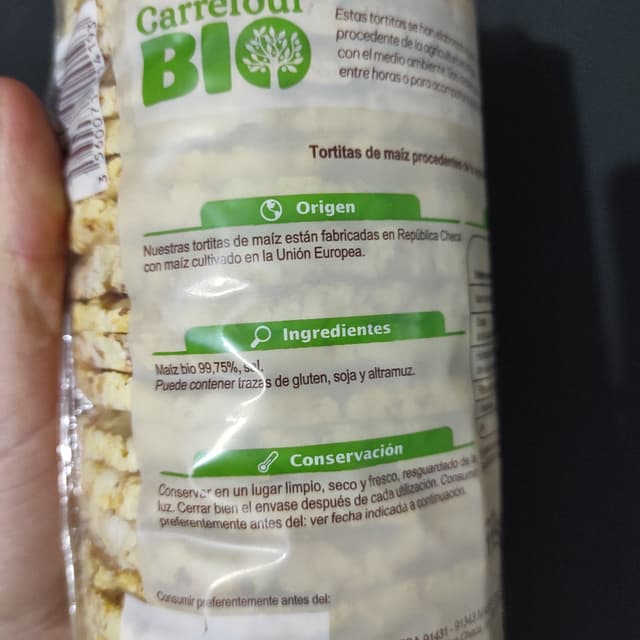 Carrefour
BIO
Estas tortitas se han elaborado
procedente de la agricultura
con el medio ambiente
entre horas o para acompañar
Tortitas de maíz procedentes de la
Origen
Nuestras tortitas de maíz están fabricadas en República Checa
con maíz cultivado en la Unión Europea.
Ingredientes
Maíz bio 99,75%, sal.
Puede contener trazas de gluten, soja y altramuz.
Conservación
Conservar en un lugar limpio, seco y fresco, resguardado de la
luz. Cerrar bien el envase después de cada utilización. Consumir
preferentemente antes del: ver fecha indicada a continuación.
Consumir preferentemente antes del: